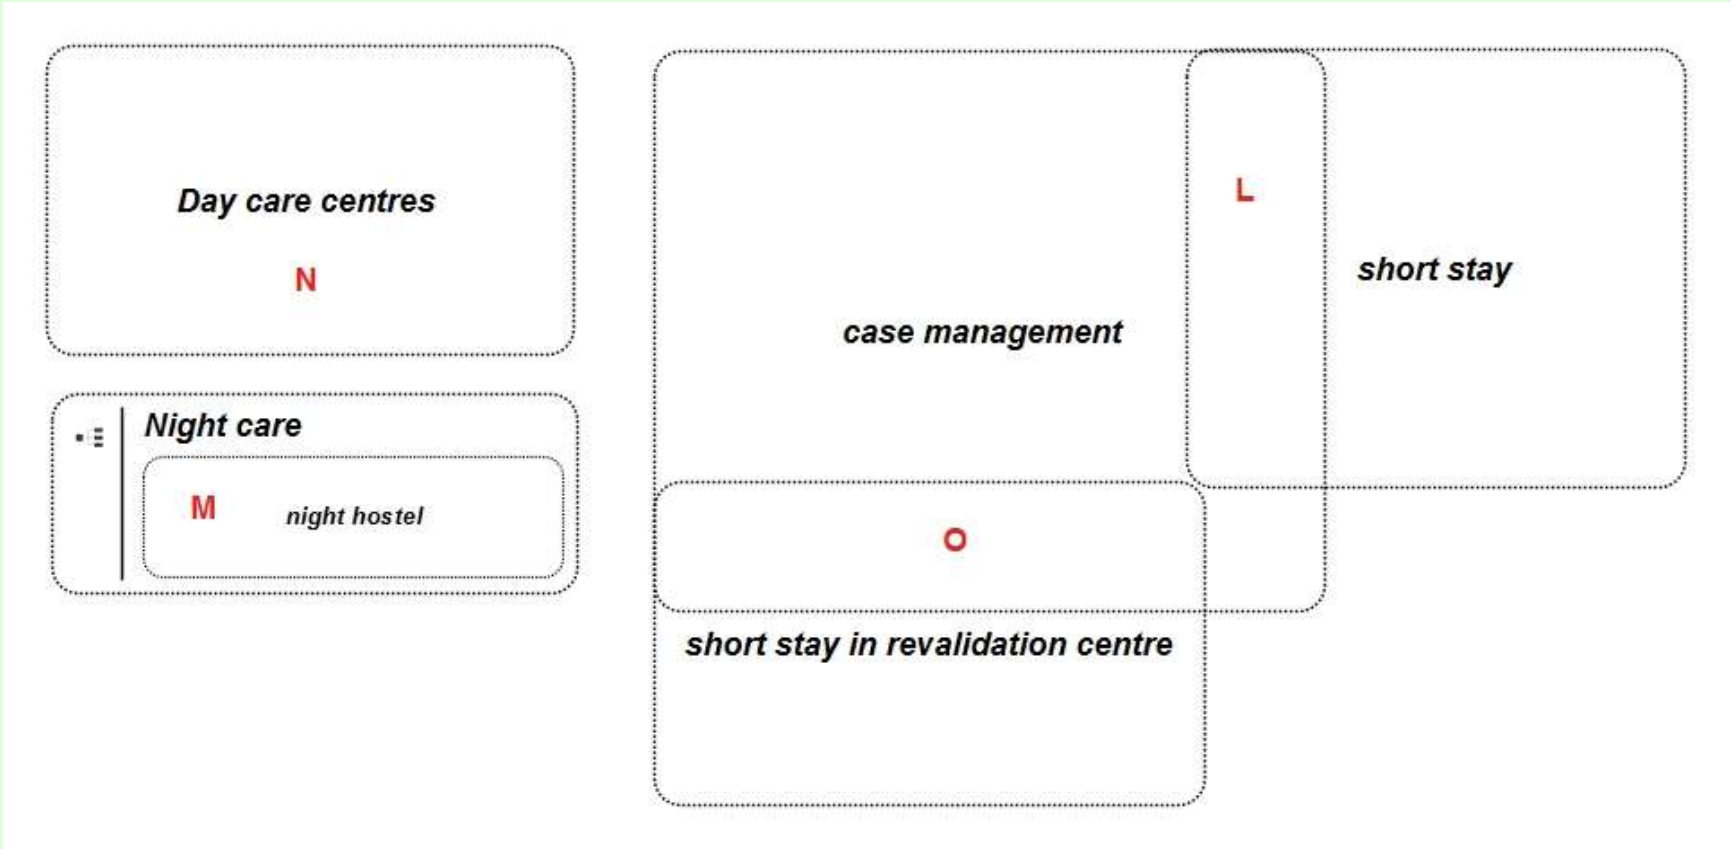 Day care centres
N
Night care
M
night hostel
case management
L
short stay
O
short stay in revalidation centre